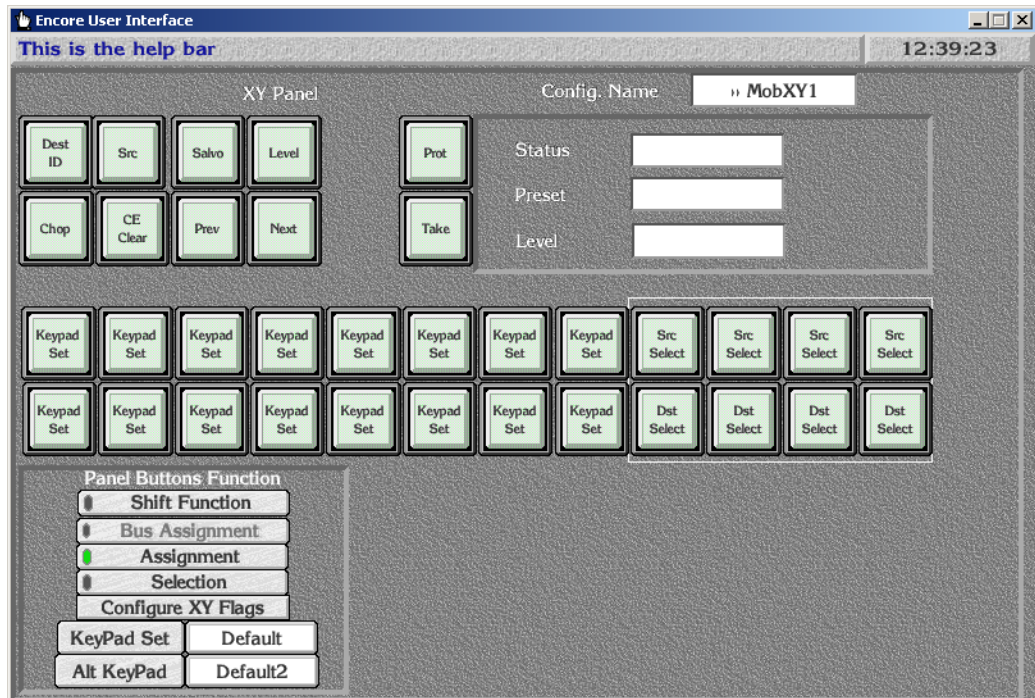 Encore User Interface
This is the help bar
12:39:23
XY Panel
Config. Name
›› MobXY1
Dest
ID
Src
Salvo
Level
Prot
Chop
CE
Clear
Prev
Next
Take
Status
Preset
Level
Keypad
Set
Keypad
Set
Keypad
Set
Keypad
Set
Keypad
Set
Keypad
Set
Keypad
Set
Keypad
Set
Src
Select
Src
Select
Src
Select
Src
Select
Keypad
Set
Keypad
Set
Keypad
Set
Keypad
Set
Keypad
Set
Keypad
Set
Keypad
Set
Keypad
Set
Dst
Select
Dst
Select
Dst
Select
Dst
Select
Panel Buttons Function
Shift Function
Bus Assignment
Assignment
Selection
Configure XY Flags
KeyPad Set
Default
Alt KeyPad
Default2